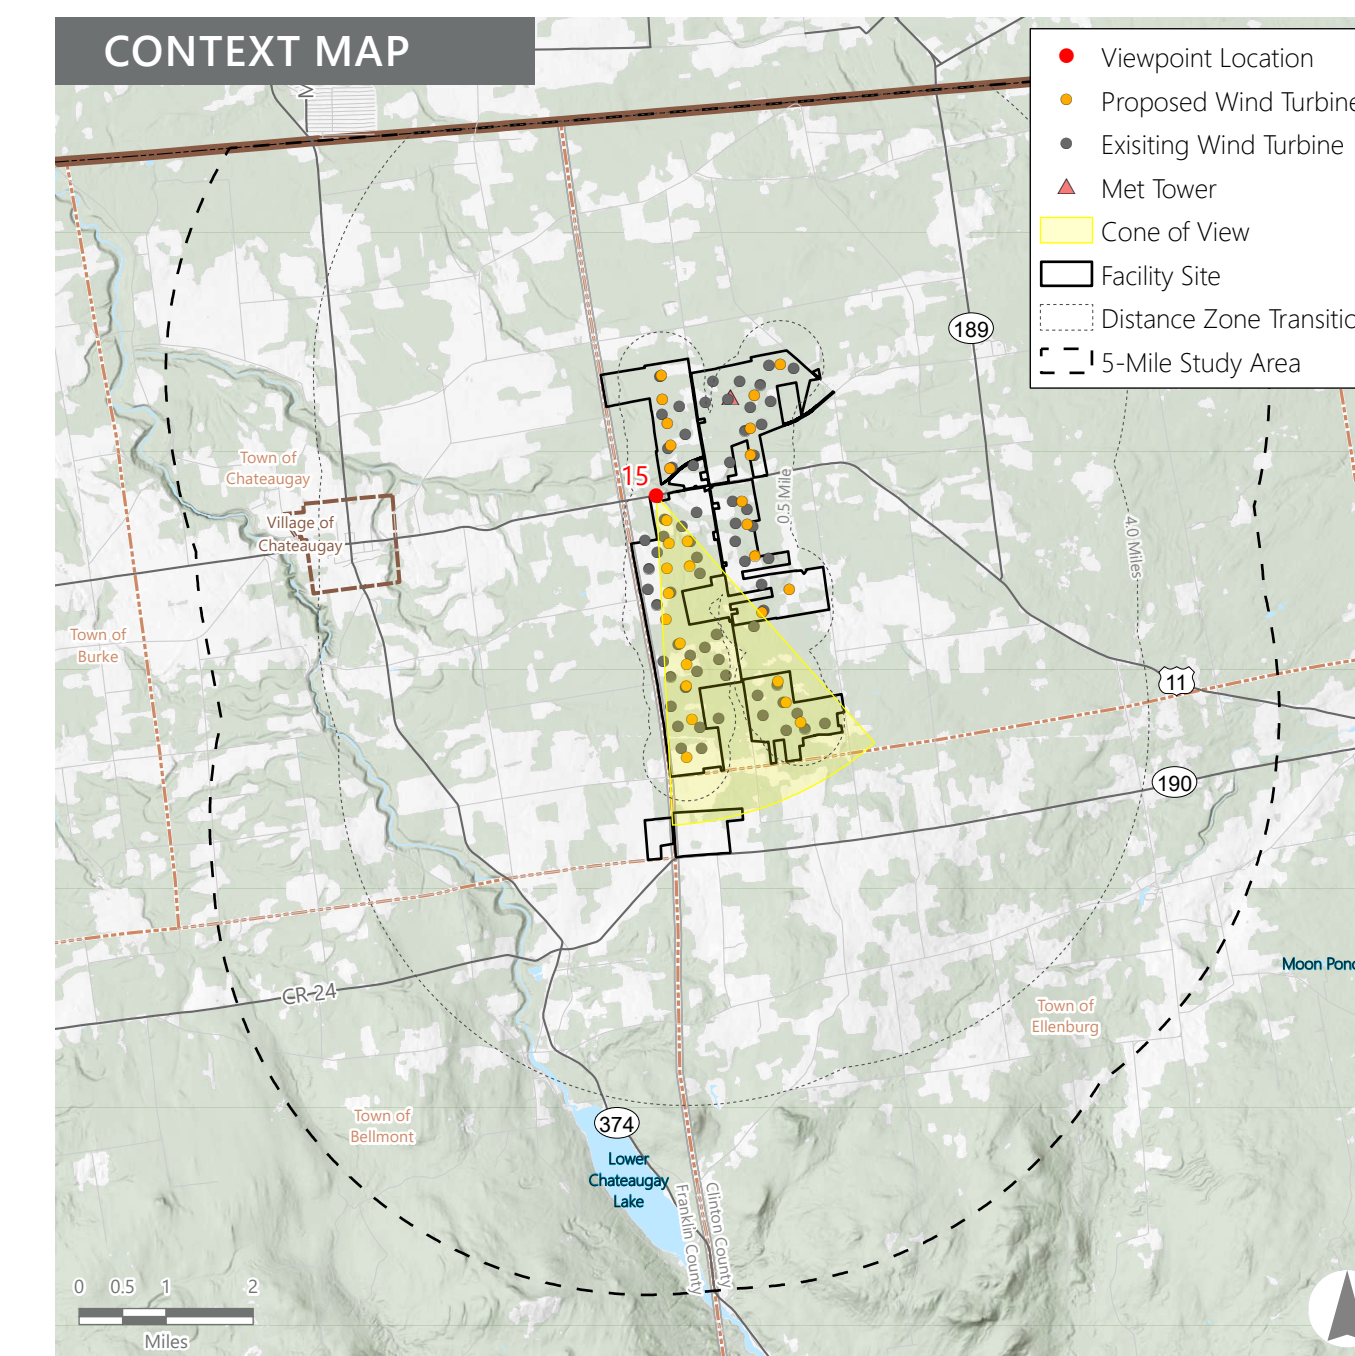 CONTEXT MAP
Viewpoint Location
Proposed Wind Turbine
Exisiting Wind Turbine
Met Tower
Cone of View
Facility Site
Distance Zone Transitio
5-Mile Study Area
189
15
Town of
Chateaugay
0.5 Mile
Village of
Chateaugay
4.0 Miles
Town of
Burke
11
190
Moon Pond
CR 24
Town of
Ellenburg
Town of
Bellmont
374
Lower
Chateaugay
Lake
Franklin County
Clinton County
0 0.5 1 2
Miles